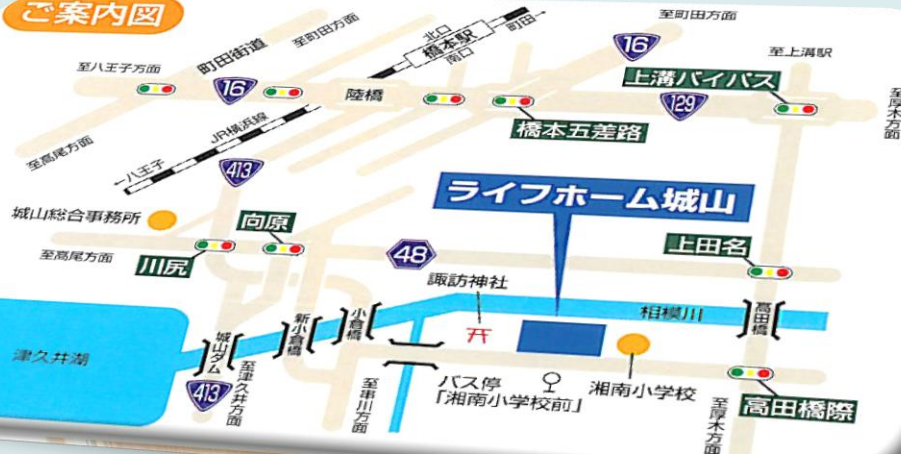 ご案内図
至町田方面
至八王子方面
町田街道
至町田方面
北口
橋本駅
南口
町田→
16
至上溝駅
16
陸橋
上溝バイパス
129
至厚木方面
橋本五差路
至高尾方面
JR横浜線
←八王子
413
ライフホーム城山
城山総合事務所
向原
川尻
至高尾方面
48
上田名
諏訪神社
相模川
高田橋
津久井湖
城山ダム
新小倉橋
小倉橋
413
至津久井方面
至串川方面
バス停
「湘南小学校前」
湘南小学校
高田橋際
至厚木方面